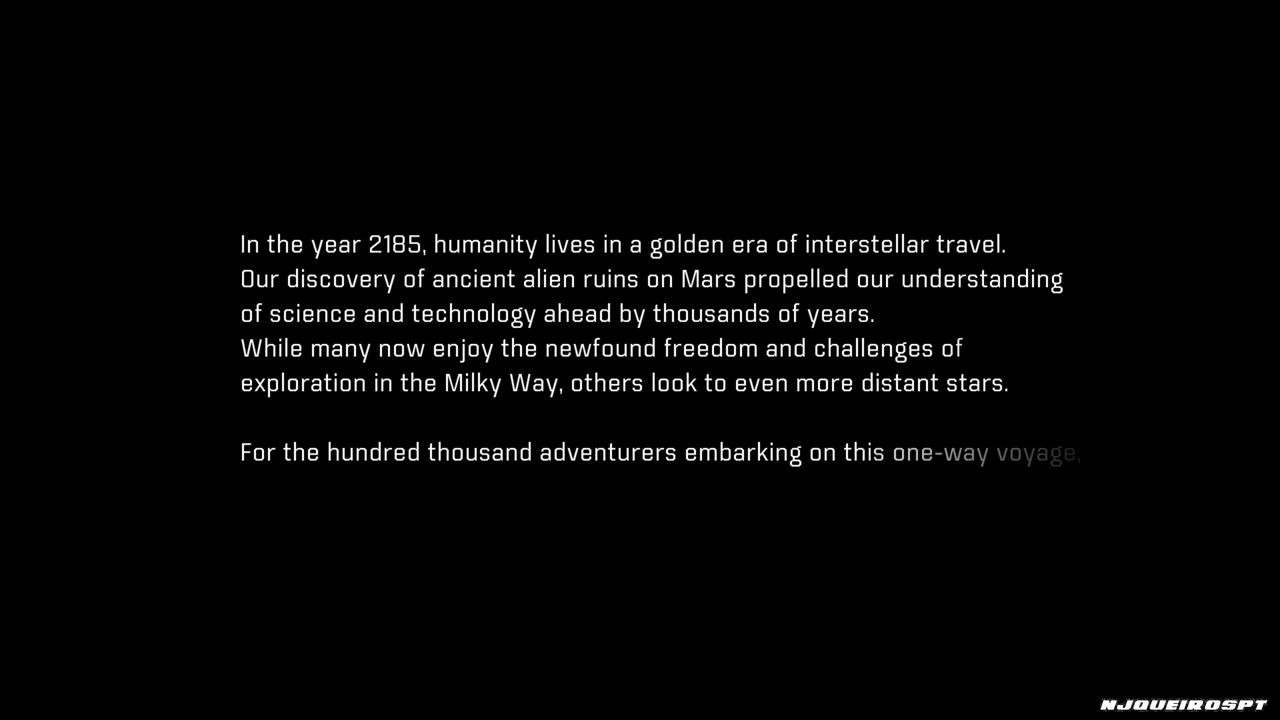 In the year 2185, humanity lives in a golden era of interstellar travel.
Our discovery of ancient alien ruins on Mars propelled our understanding
of science and technology ahead by thousands of years.
While many now enjoy the newfound freedom and challenges of
exploration in the Milky Way, others look to even more distant stars.
For the hundred thousand adventurers embarking on this one-way voyage,
NJQUEIROSPT